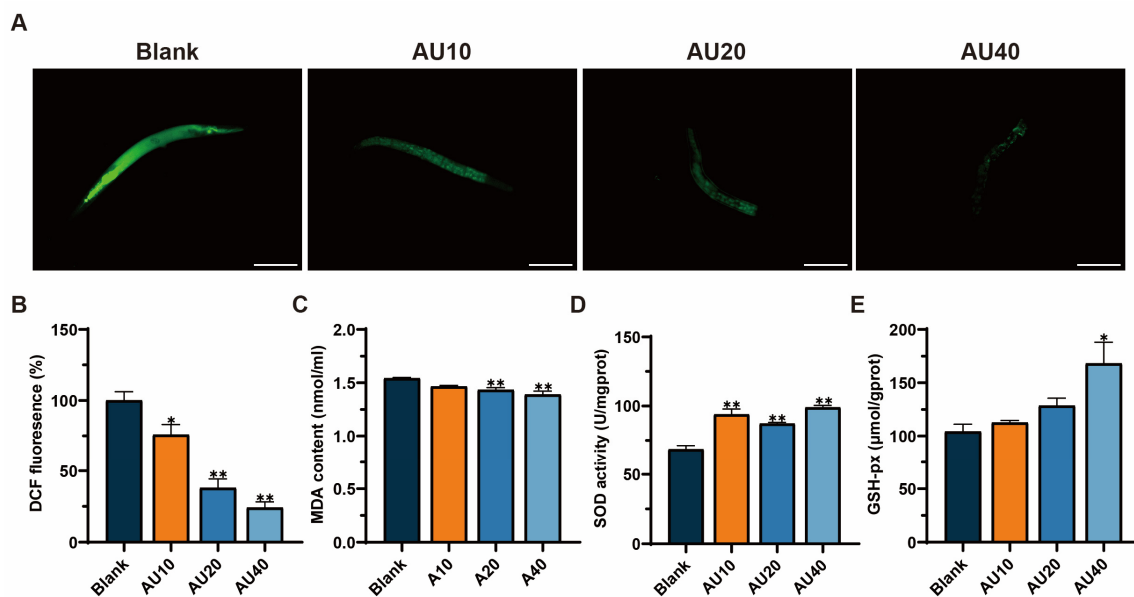 A
Blank AU10 AU20 AU40
B
DCF fluoresence (%)
150
100
50
0
* ** **
Blank AU10 AU20 AU40
C
MDA content (nmol/ml)
2.0
1.5
1.0
0.5
0.0
** **
Blank A10 A20 A40
D
SOD activity (U/mgprot)
150
100
50
0
** ** **
Blank AU10 AU20 AU40
E
GSH-px (μmol/gprot)
200
150
100
50
0
*
Blank AU10 AU20 AU40